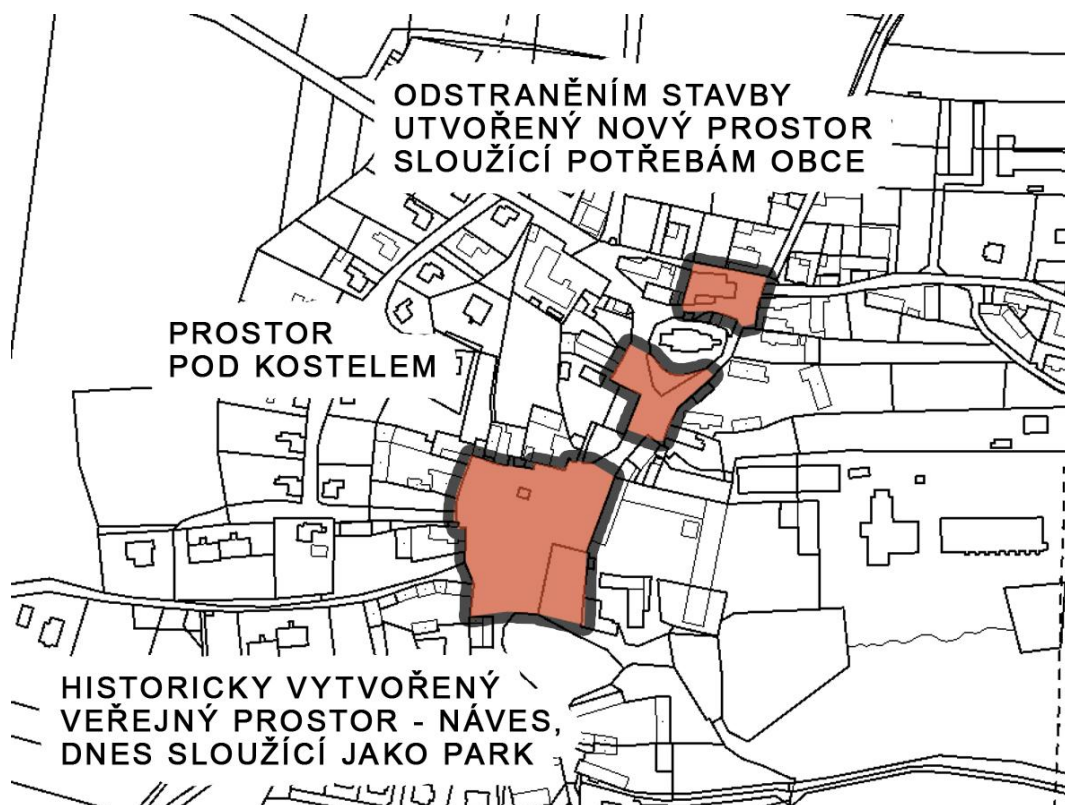 ODSTRANĚNÍM STAVBY
UTVOŘENÝ NOVÝ PROSTOR
SLOUŽÍCÍ POTŘEBÁM OBCE
PROSTOR
POD KOSTELEM
HISTORICKY VYTVOŘENÝ
VEŘEJNÝ PROSTOR - NÁVES,
DNES SLOUŽÍCÍ JAKO PARK